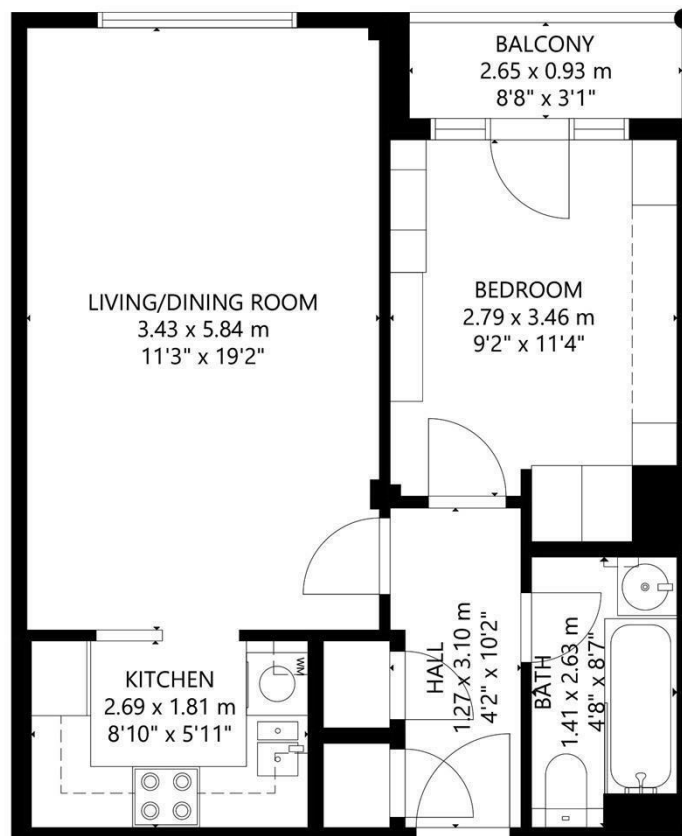 BALCONY
2.65 x 0.93 m
8'8" x 3'1"
LIVING/DINING ROOM
3.43 x 5.84 m
11'3" x 19'2"
BEDROOM
2.79 x 3.46 m
9'2" x 11'4"
KITCHEN
2.69 x 1.81 m
8'10" x 5'11"
WM
HALL
1.27 x 3.10 m
4'2" x 10'2"
BATH
1.41 x 2.63 m
4'8" x 8'7"